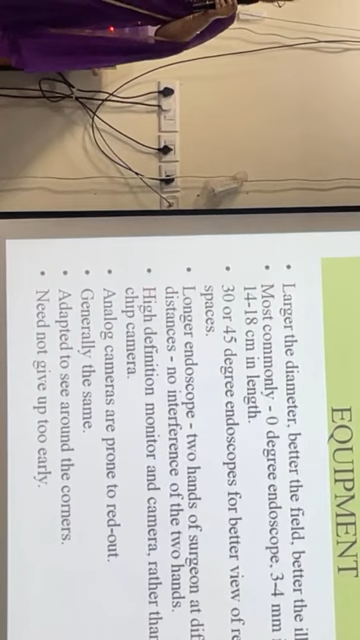 EQUIPMENT
• Larger the diameter, better the field, better the
• Most commonly - 0 degree endoscope, 3-4 mm
14-18 cm in length.
• 30 or 45 degree endoscopes for better view of
spaces.
• Longer endoscope - two hands of surgeon at
distances - no interference of the two hands.
• High definition monitor and camera, rather than
chip camera.
• Analog cameras are prone to red-out.
• Generally the same.
• Adapted to see around the corners.
• Need not give up too early.